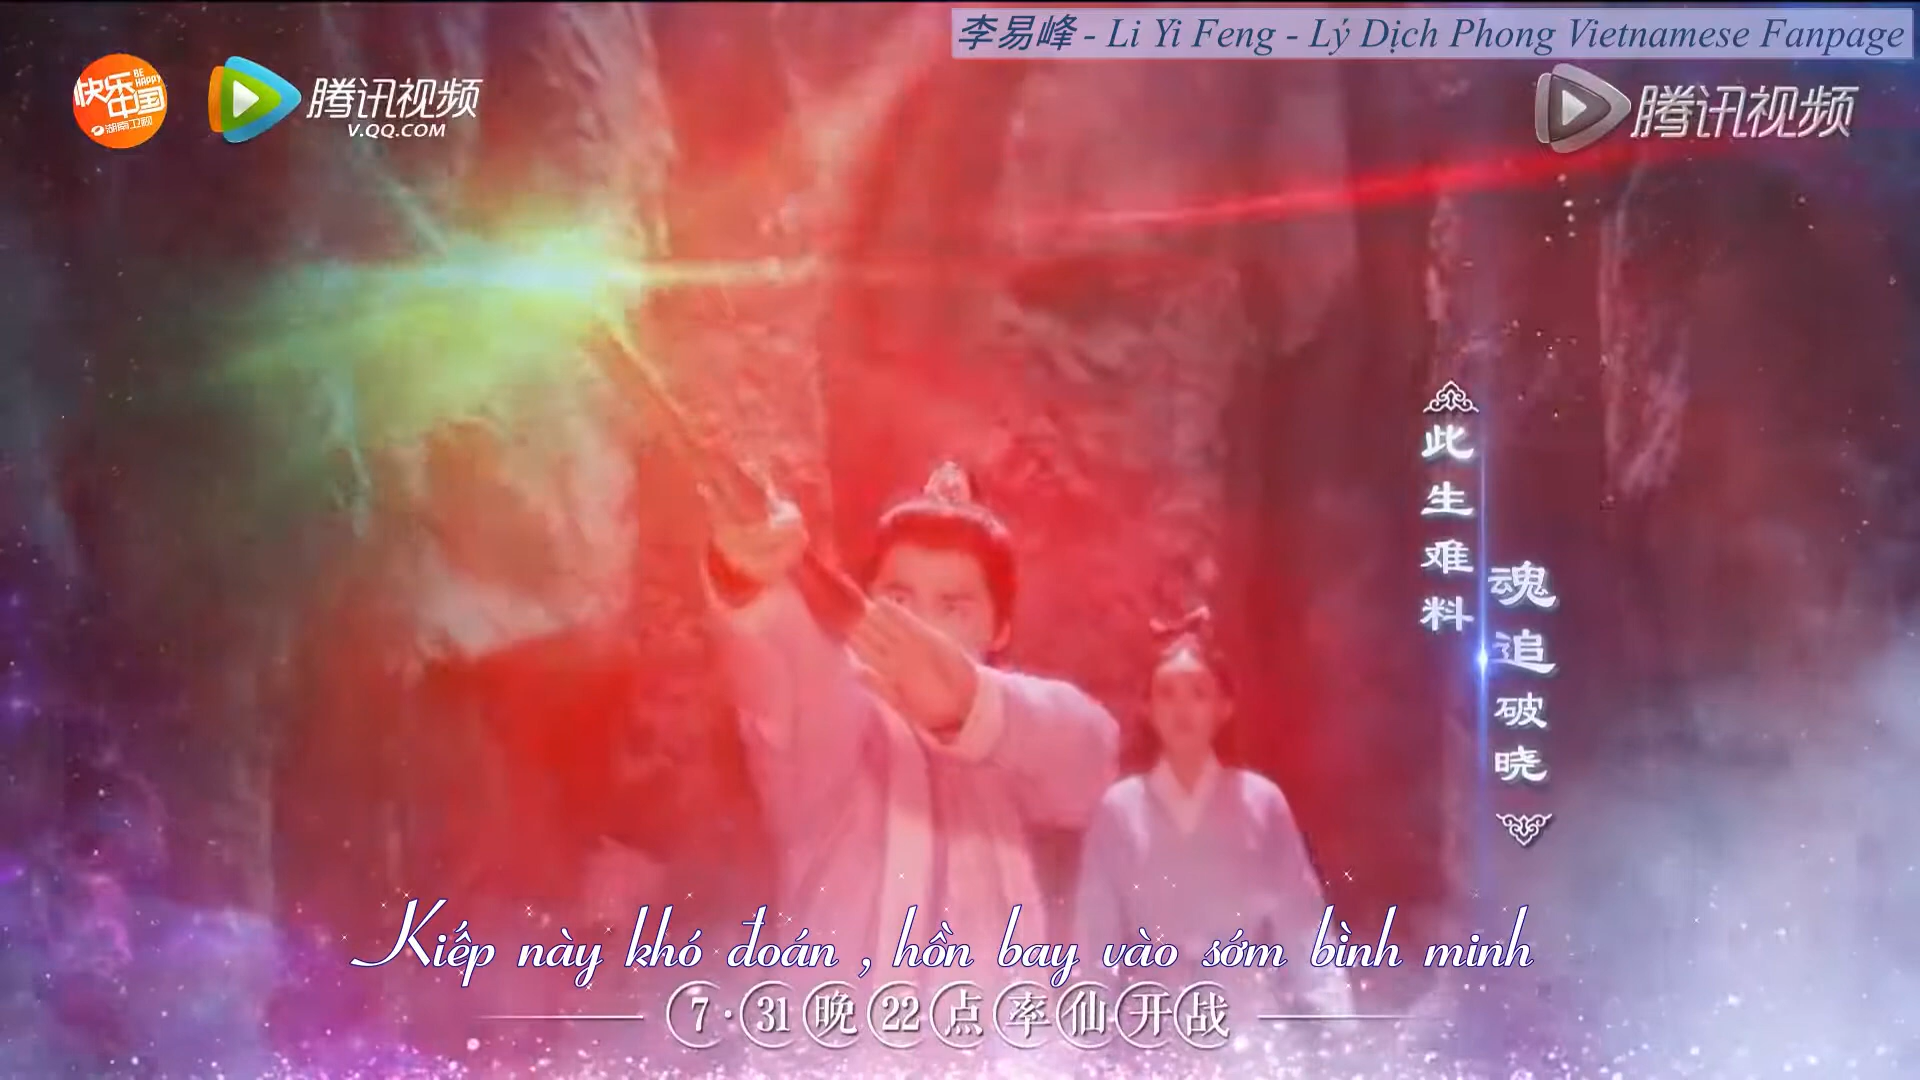 李易峰 - Li Yi Feng - Lý Dịch Phong Vietnamese Fanpage
快乐中国
BE HAPPY
湖南卫视
腾讯视频
V.QQ.COM
腾讯视频
此生难料
魂追破晓
Kiếp này khó đoán , hồn bay vào sớm bình minh
7·31晚22点率仙开战